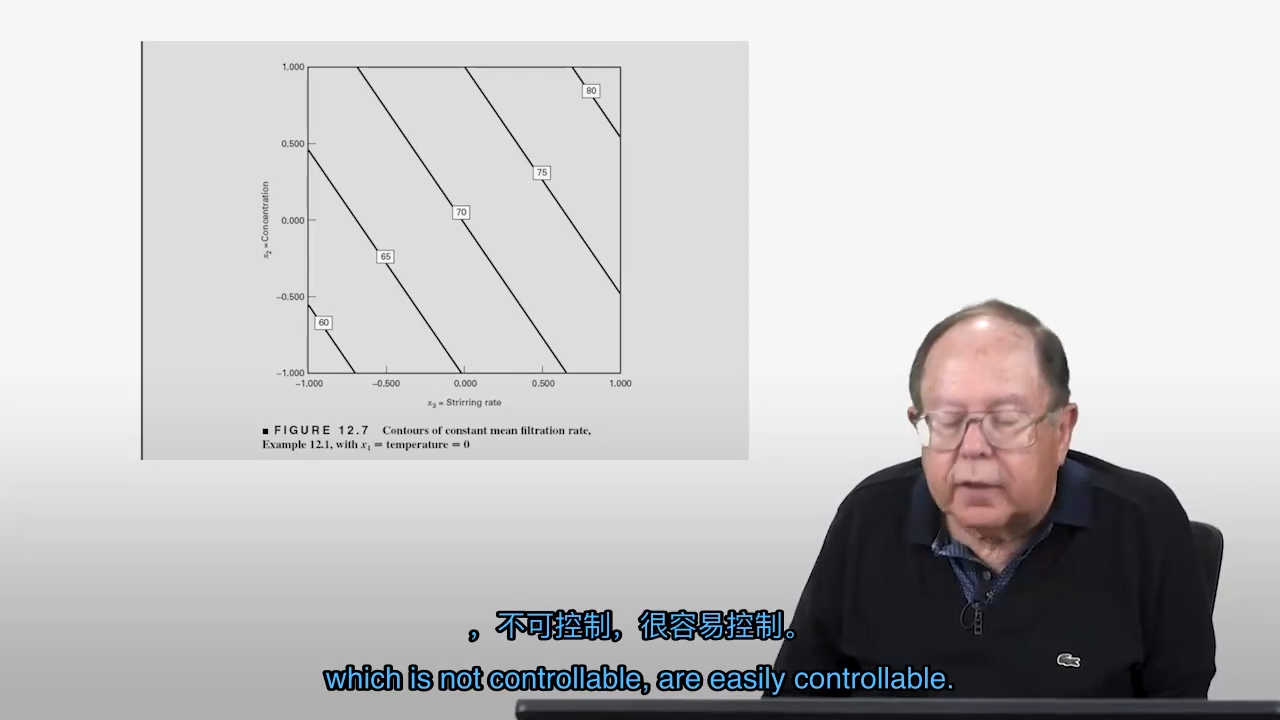 1.000
0.500
0.000
−0.500
−1.000
x2 = Concentration
80
75
70
65
60
−1.000 −0.500 0.000 0.500 1.000
x3 = Strirring rate
■ FIGURE 12.7 Contours of constant mean filtration rate,
Example 12.1, with x1 = temperature = 0
，不可控制，很容易控制。
which is not controllable, are easily controllable.